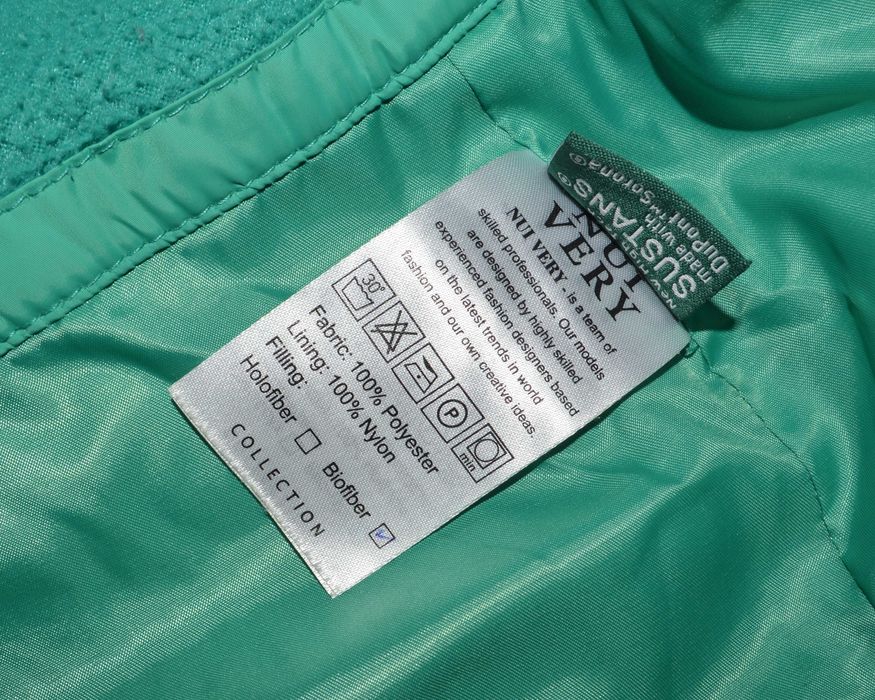 NUI
VERY
NUI VERY - is a team of
skilled professionals. Our models
are designed by highly skilled
experienced fashion designers based
on the latest trends in world
fashion and our own creative ideas.
30°
P
min
Fabric: 100% Polyester
Lining: 100% Nylon
Filling:
Holofiber
Biofiber
COLLECTION
SUSTANS®
made with
DuPont™ Sorona®